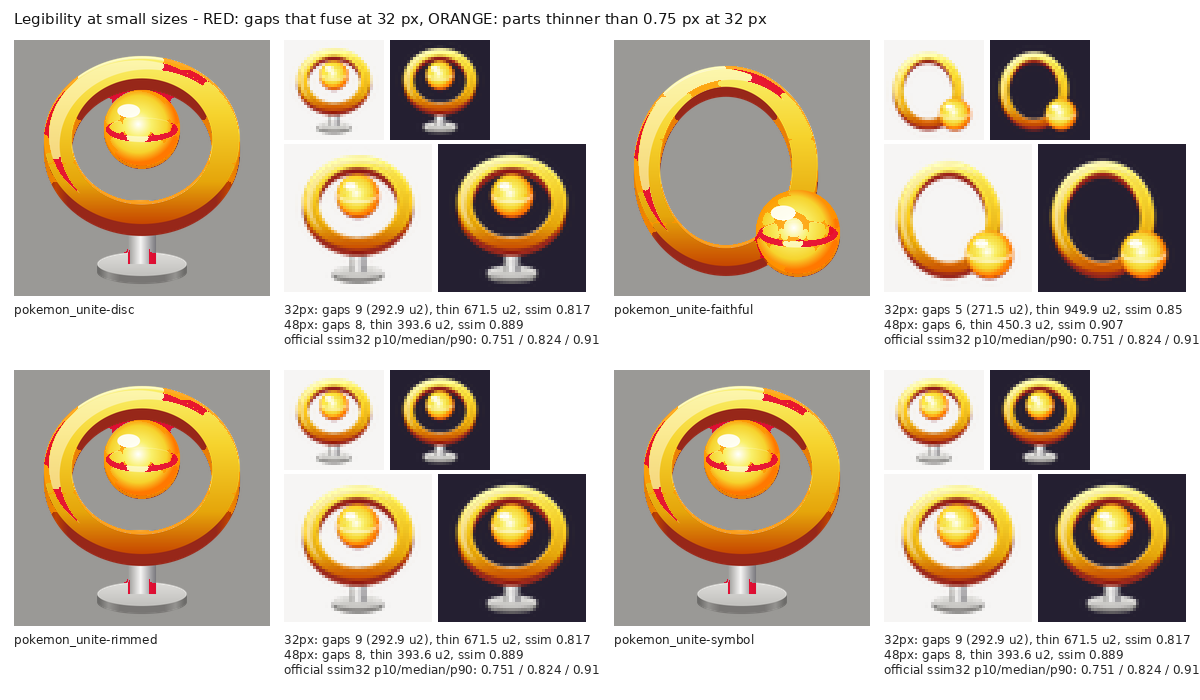 Legibility at small sizes - RED: gaps that fuse at 32 px, ORANGE: parts thinner than 0.75 px at 32 px
pokemon_unite-disc
32px: gaps 9 (292.9 u2), thin 671.5 u2, ssim 0.817
48px: gaps 8, thin 393.6 u2, ssim 0.889
official ssim32 p10/median/p90: 0.751 / 0.824 / 0.91
pokemon_unite-faithful
32px: gaps 5 (271.5 u2), thin 949.9 u2, ssim 0.85
48px: gaps 6, thin 450.3 u2, ssim 0.907
official ssim32 p10/median/p90: 0.751 / 0.824 / 0.91
pokemon_unite-rimmed
32px: gaps 9 (292.9 u2), thin 671.5 u2, ssim 0.817
48px: gaps 8, thin 393.6 u2, ssim 0.889
official ssim32 p10/median/p90: 0.751 / 0.824 / 0.91
pokemon_unite-symbol
32px: gaps 9 (292.9 u2), thin 671.5 u2, ssim 0.817
48px: gaps 8, thin 393.6 u2, ssim 0.889
official ssim32 p10/median/p90: 0.751 / 0.824 / 0.91